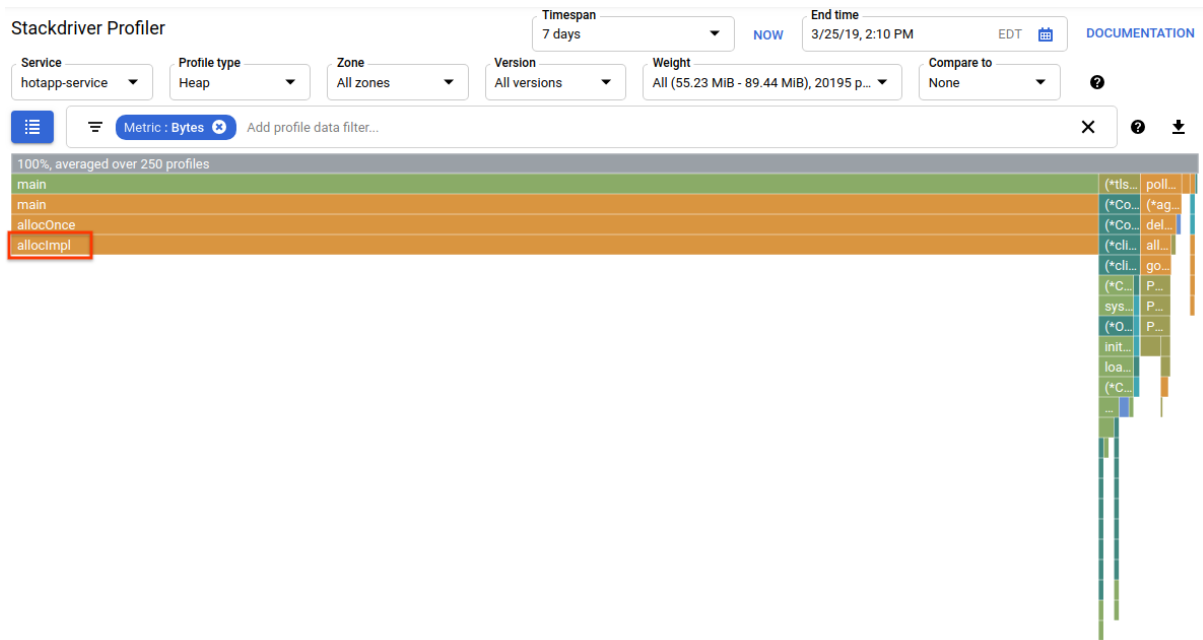 Stackdriver Profiler
Timespan
7 days
NOW
End time
3/25/19, 2:10 PM EDT
DOCUMENTATION
Service
hotapp-service
Profile type
Heap
Zone
All zones
Version
All versions
Weight
All (55.23 MiB - 89.44 MiB), 20195 p...
Compare to
None
Metric : Bytes
Add profile data filter...
100%, averaged over 250 profiles
main (*tls... poll...
main (*Co... (*ag...
allocOnce (*Co... del...
allocImpl (*cli... all...
(*cli... go...
(*C... P...
sys... P...
(*O... P...
init...
loa...
(*C...
...